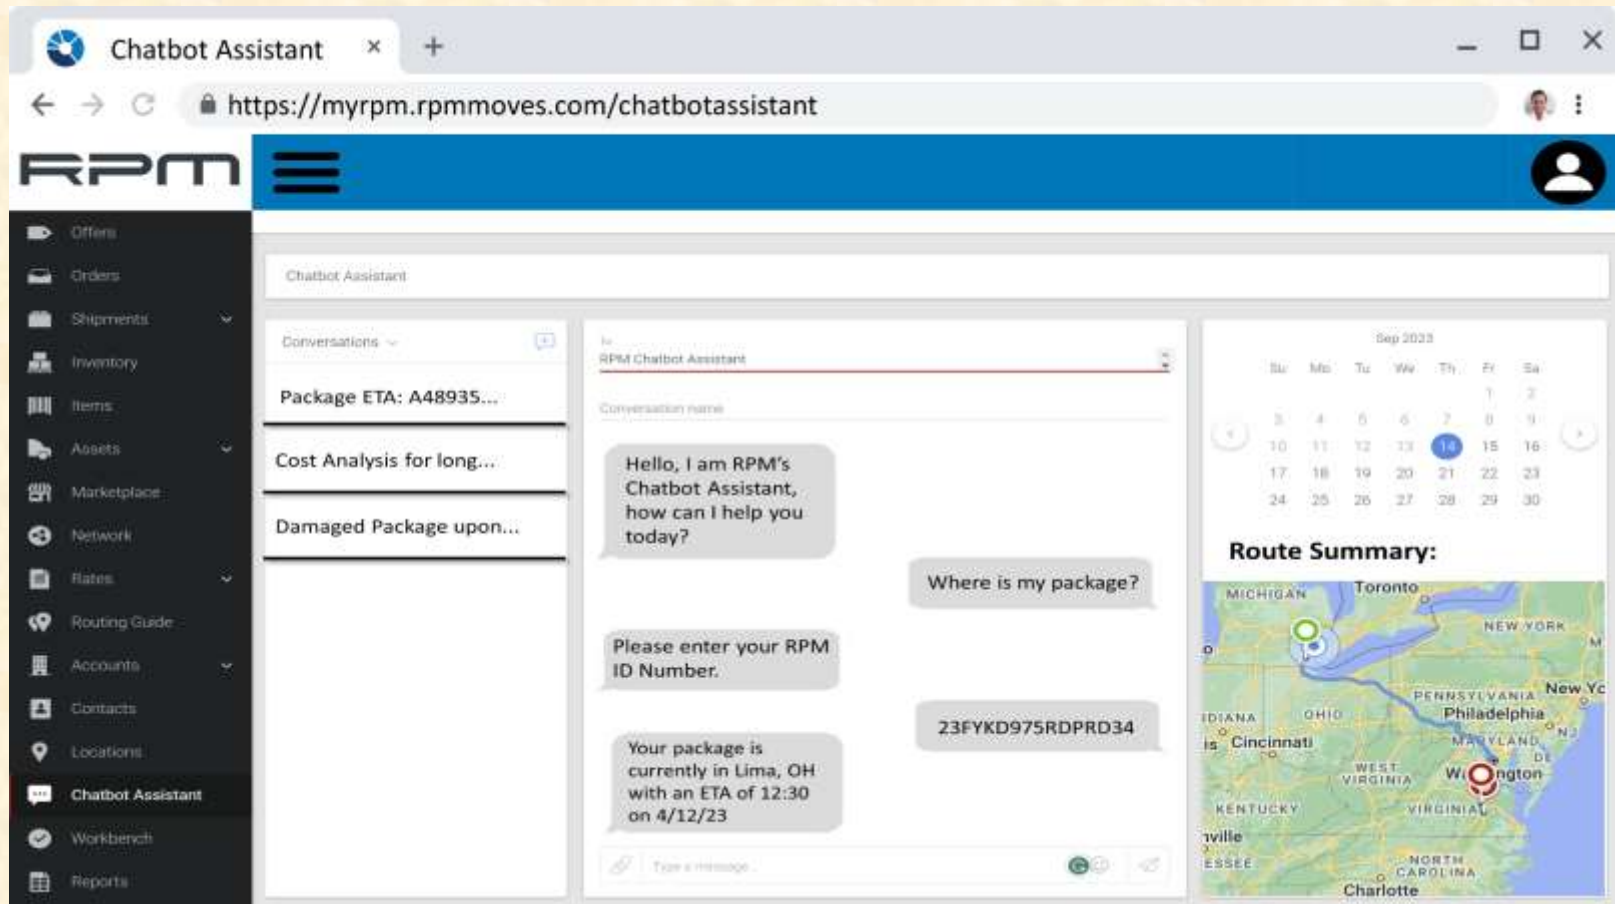 Chatbot Assistant
https://myrpm.rpmmoves.com/chatbotassistant
RPM
Offers
Orders
Shipments
Inventory
Items
Assets
Marketplace
Network
Rates
Routing Guide
Accounts
Contacts
Locations
Chatbot Assistant
Workbench
Reports
Chatbot Assistant
Conversations
Package ETA: A48935...
Cost Analysis for long...
Damaged Package upon...
To
RPM Chatbot Assistant
Conversation name
Hello, I am RPM's
Chatbot Assistant,
how can I help you
today?
Where is my package?
Please enter your RPM
ID Number.
23FYKD975RDPRD34
Your package is
currently in Lima, OH
with an ETA of 12:30
on 4/12/23
Type a message...
Sep 2023
Su Mo Tu We Th Fr Sa
1 2
3 4 5 6 7 8 9
10 11 12 13 14 15 16
17 18 19 20 21 22 23
24 25 26 27 28 29 30
Route Summary:
MICHIGAN
Toronto
NEW YORK
PENNSYLVANIA
New Yo
IDIANA
OHIO
Philadelphia
is Cincinnati
MARYLAND
NJ
DE
WEST
VIRGINIA
KENTUCKY
VIRGINIA
nville
ESSEE
NORTH
CAROLINA
Charlotte